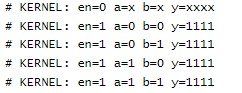 # KERNEL: en=0 a=x b=x y=xxxx
# KERNEL: en=1 a=0 b=0 y=1111
# KERNEL: en=1 a=0 b=1 y=1111
# KERNEL: en=1 a=1 b=0 y=1111
# KERNEL: en=1 a=1 b=1 y=1111